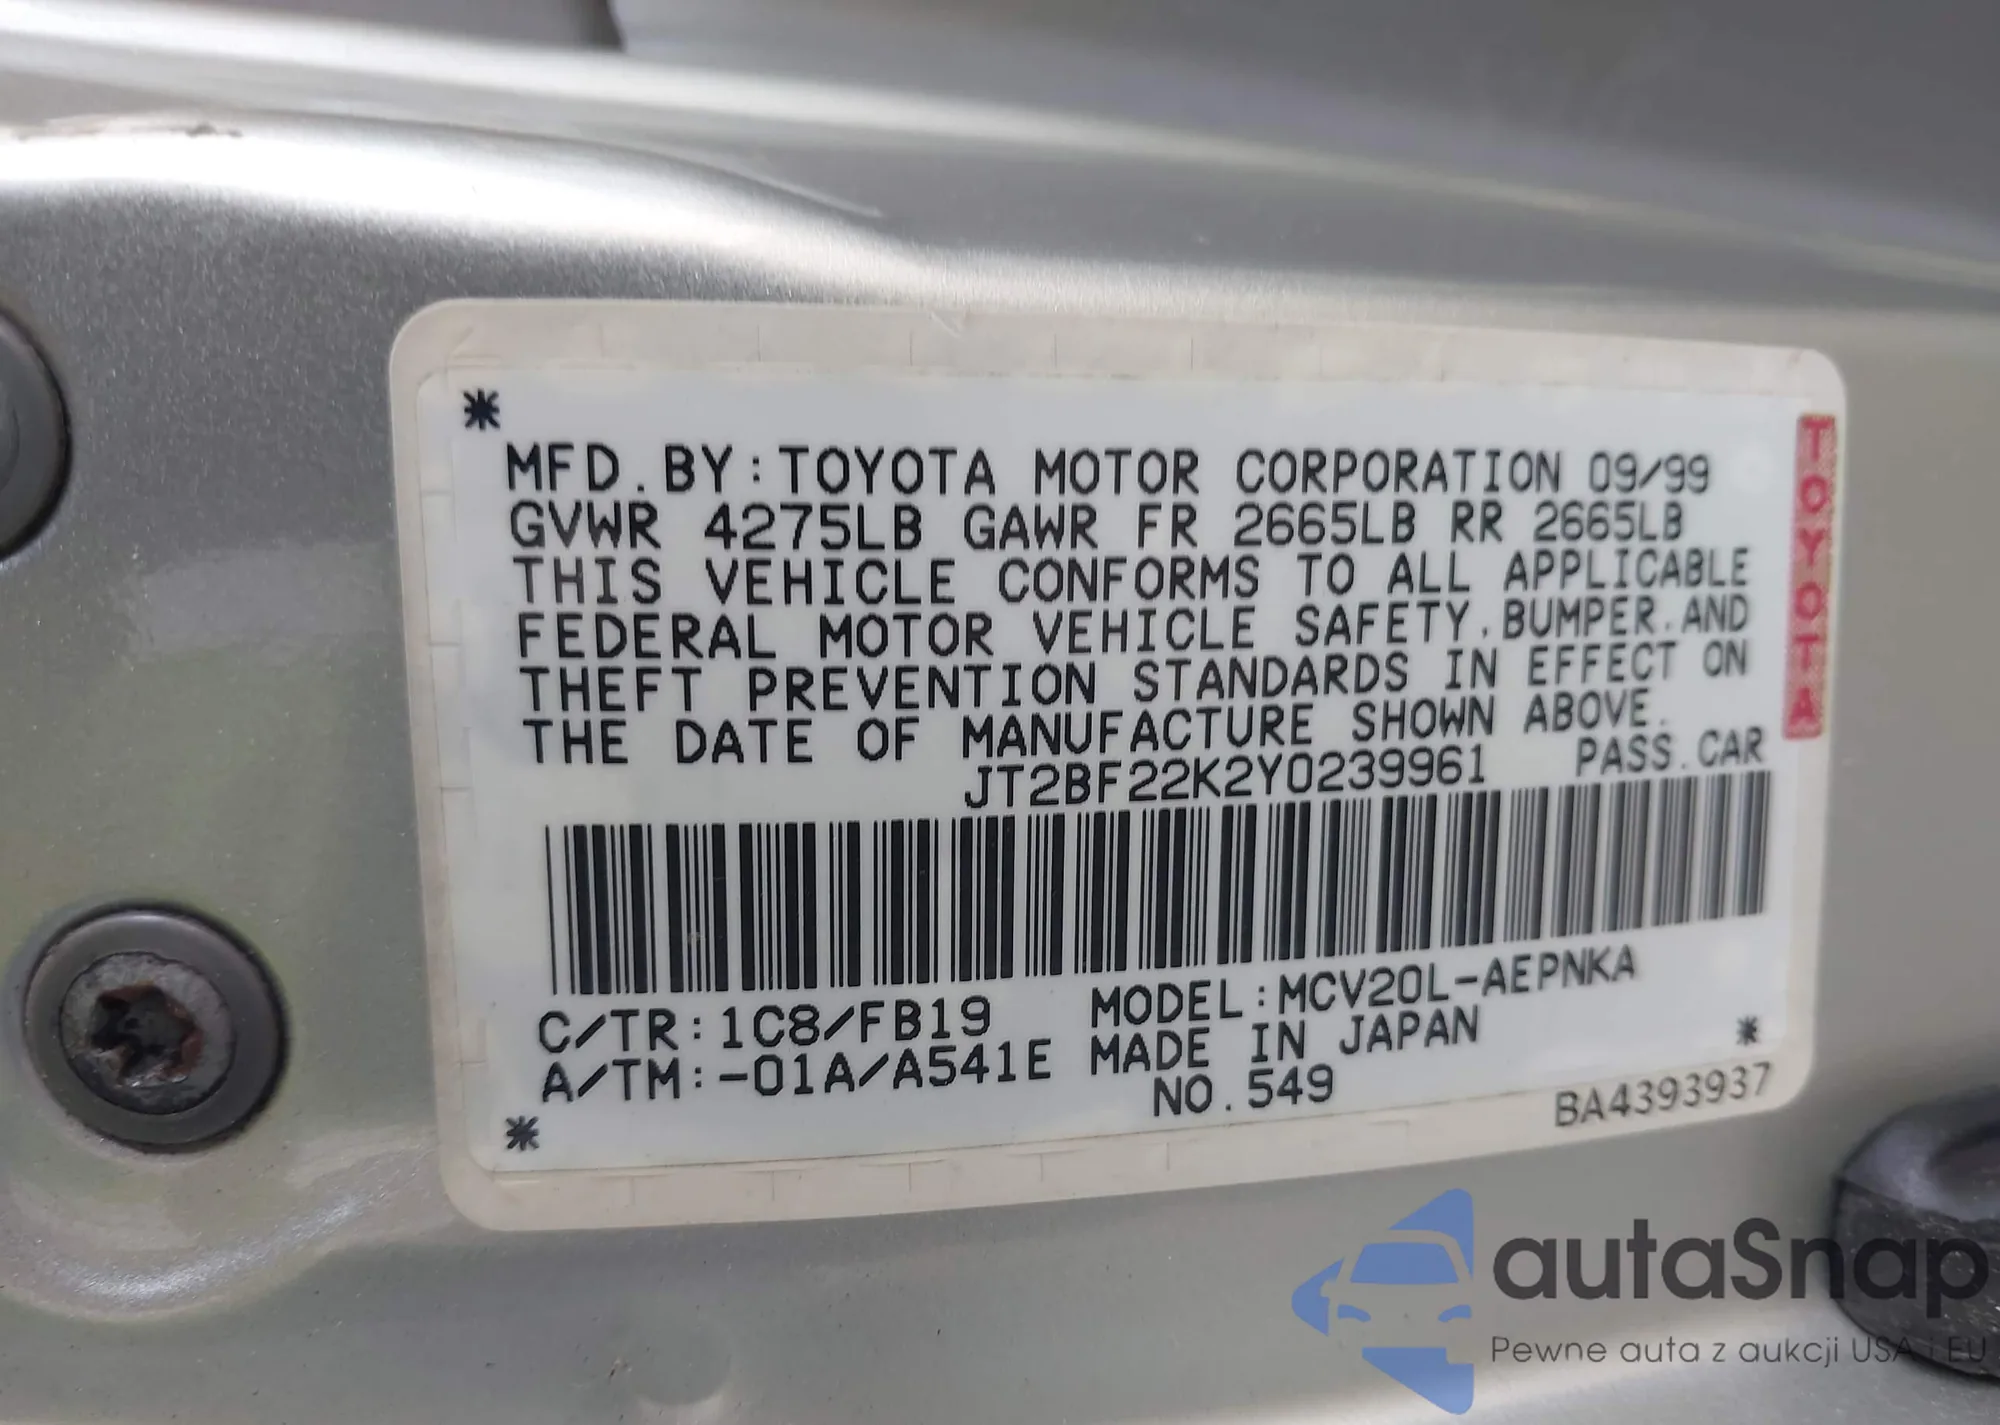 MFD. BY: TOYOTA MOTOR CORPORATION 09/99
GVWR 4275LB GAWR FR 2665LB RR 2665LB
THIS VEHICLE CONFORMS TO ALL APPLICABLE
FEDERAL MOTOR VEHICLE SAFETY, BUMPER, AND
THEFT PREVENTION STANDARDS IN EFFECT ON
THE DATE OF MANUFACTURE SHOWN ABOVE.
JT2BF22K2Y0239961 PASS. CAR
C/TR: 1C8/FB19 MODEL: MCV20L-AEPNKA
A/TM: -01A/A541E MADE IN JAPAN
NO. 549
BA4393937
TOYOTA
autaSnap
Pewne auta z aukcji USA i EU